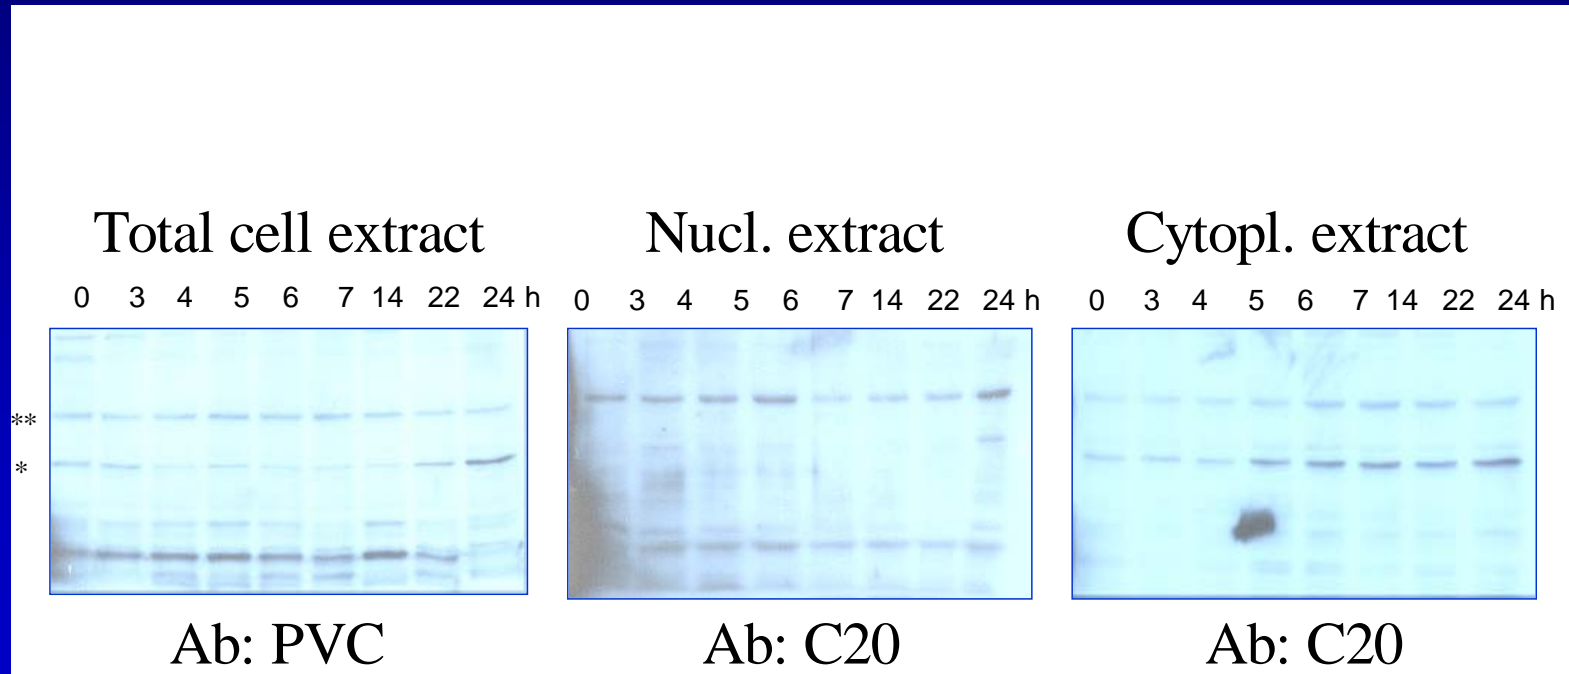 Total cell extract
0 3 4 5 6 7 14 22 24 h
**
*
Ab: PVC
Nucl. extract
0 3 4 5 6 7 14 22 24 h
Ab: C20
Cytopl. extract
0 3 4 5 6 7 14 22 24 h
Ab: C20